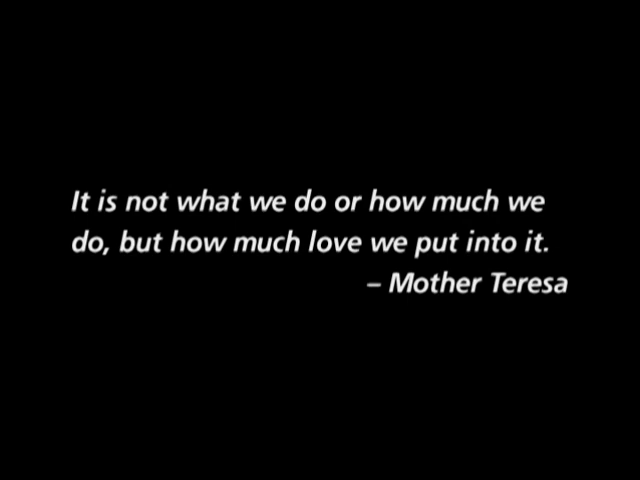 It is not what we do or how much we
do, but how much love we put into it.
– Mother Teresa